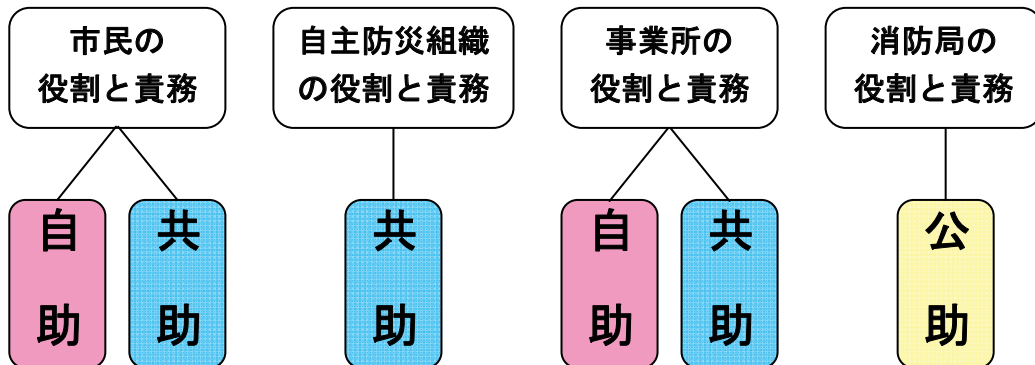 市民の
役割と責務
自主防災組織
の役割と責務
事業所の
役割と責務
消防局の
役割と責務
自助
共助
共助
自助
共助
公助